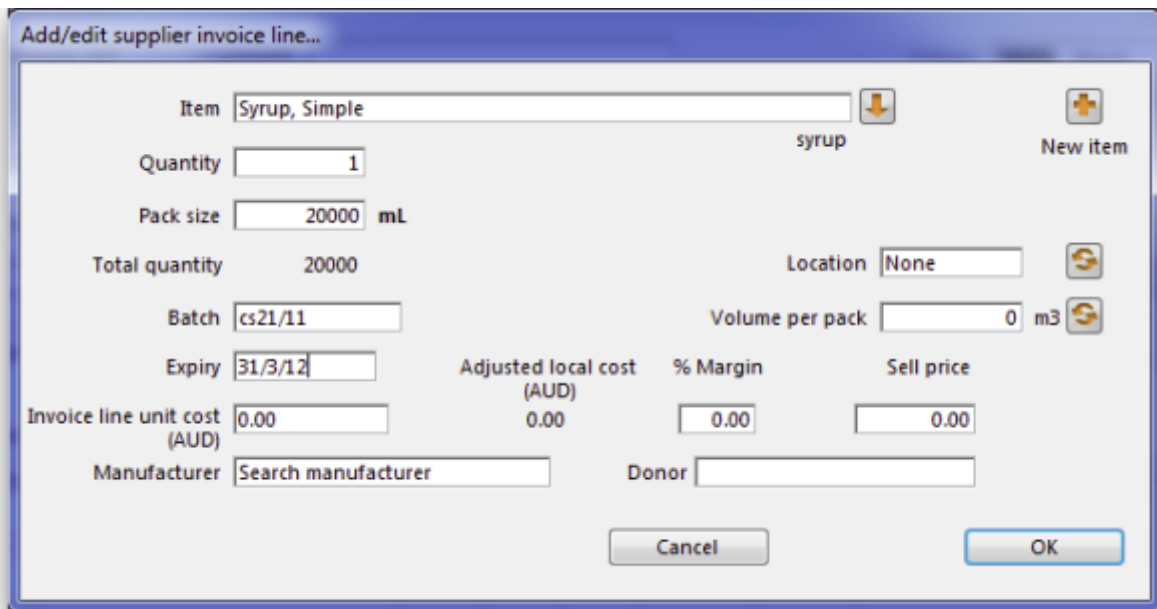 Add/edit supplier invoice line...
Item Syrup, Simple
syrup
New item
Quantity 1
Pack size 20000 mL
Total quantity 20000
Location None
Batch cs21/11
Volume per pack 0 m3
Expiry 31/3/12
Adjusted local cost (AUD)
% Margin
Sell price
Invoice line unit cost (AUD) 0.00
0.00
0.00
0.00
Manufacturer Search manufacturer
Donor
Cancel
OK